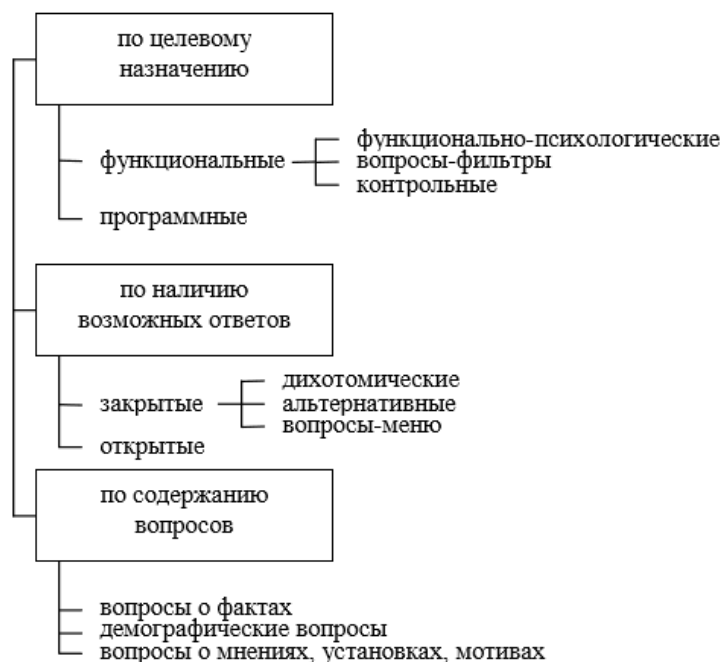 по целевому
назначению
функционально-психологические
функциональные
вопросы-фильтры
контрольные
программные
по наличию
возможных ответов
дихотомические
закрытые
альтернативные
вопросы-меню
открытые
по содержанию
вопросов
вопросы о фактах
демографические вопросы
вопросы о мнениях, установках, мотивах